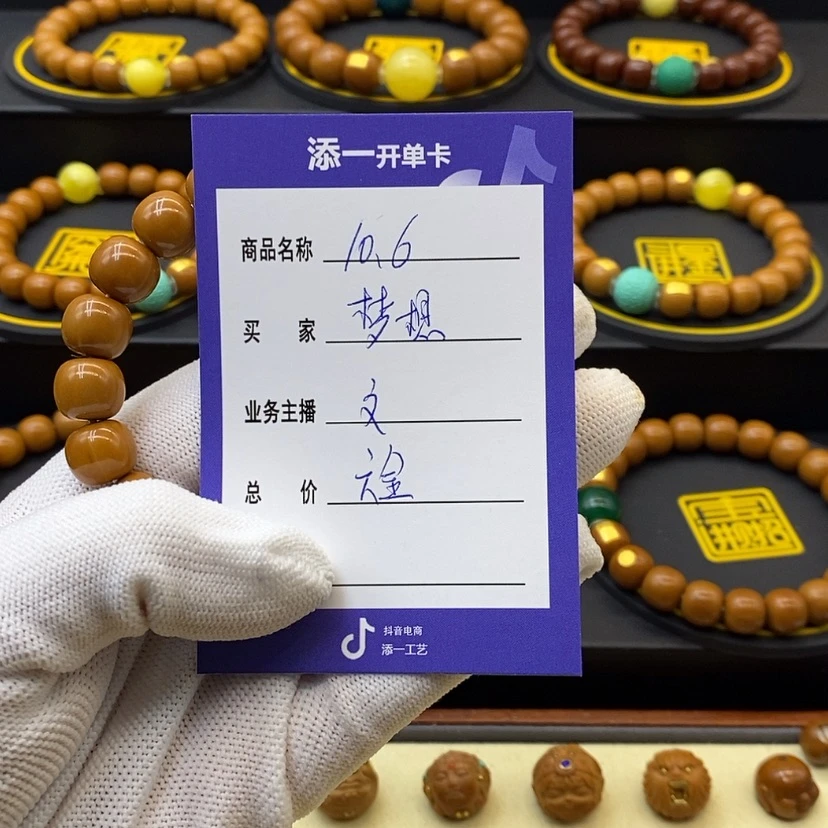 添一开单卡
商品名称 10.6
买 家 梦想
业务主播 文
总 价
抖音电商
添一工艺